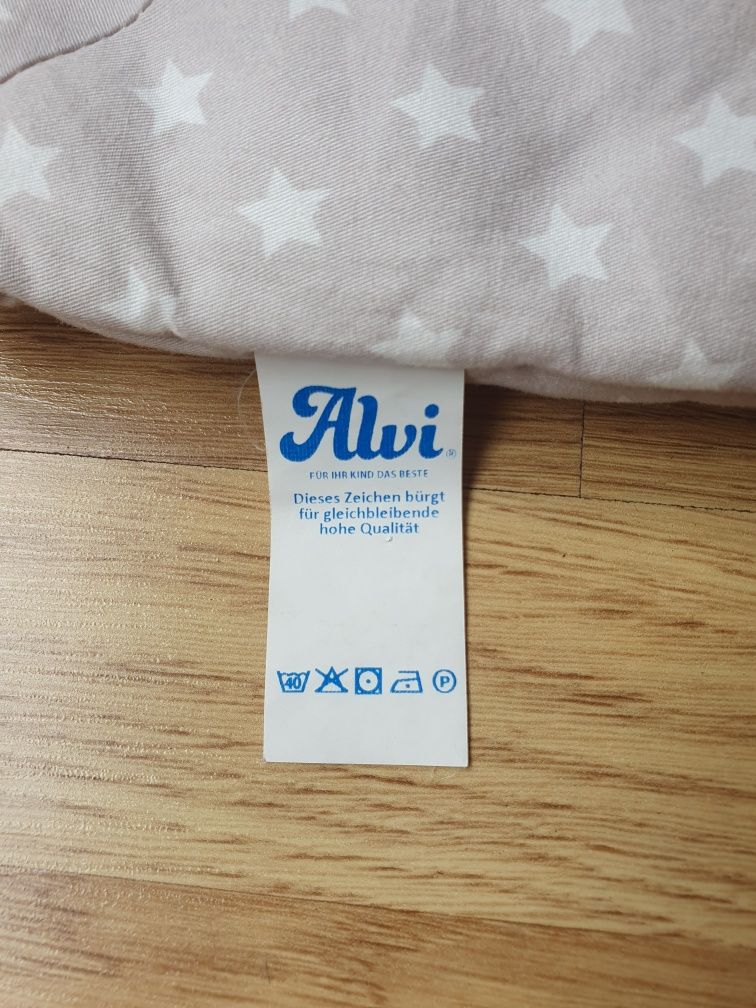 Alvi®
FÜR IHR KIND DAS BESTE
Dieses Zeichen bürgt
für gleichbleibende
hohe Qualität
40 A P